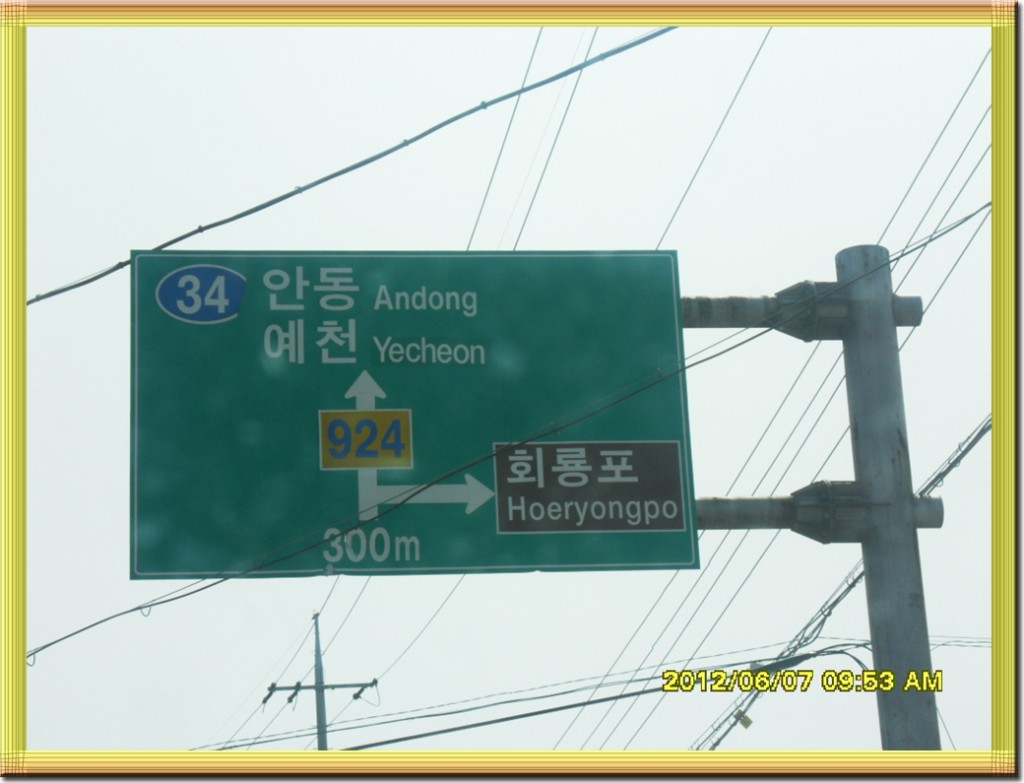 34 안동 Andong
예천 Yecheon
924
회룡포
Hoeryongpo
300m
2012/06/07 09:53 AM